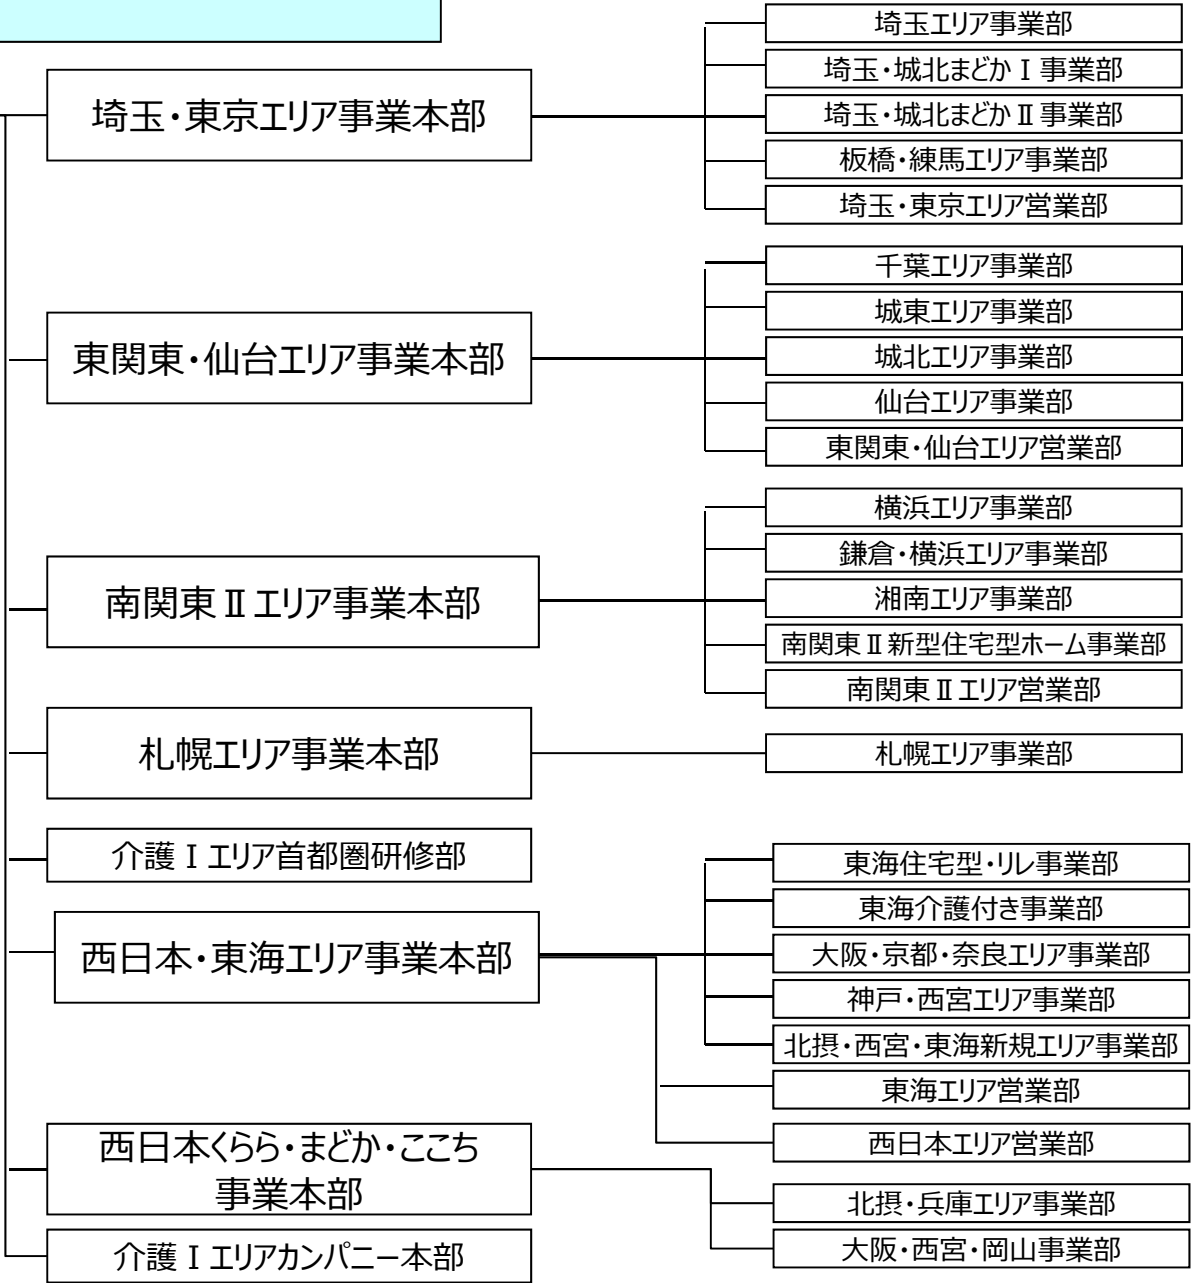 埼玉・東京エリア事業本部
埼玉エリア事業部
埼玉・城北まどかⅠ事業部
埼玉・城北まどかⅡ事業部
板橋・練馬エリア事業部
埼玉・東京エリア営業部
東関東・仙台エリア事業本部
千葉エリア事業部
城東エリア事業部
城北エリア事業部
仙台エリア事業部
東関東・仙台エリア営業部
南関東Ⅱエリア事業本部
横浜エリア事業部
鎌倉・横浜エリア事業部
湘南エリア事業部
南関東Ⅱ新型住宅型ホーム事業部
南関東Ⅱエリア営業部
札幌エリア事業本部
札幌エリア事業部
介護Ⅰエリア首都圏研修部
西日本・東海エリア事業本部
東海住宅型・リレ事業部
東海介護付き事業部
大阪・京都・奈良エリア事業部
神戸・西宮エリア事業部
北摂・西宮・東海新規エリア事業部
東海エリア営業部
西日本エリア営業部
西日本くらら・まどか・ここち
事業本部
北摂・兵庫エリア事業部
大阪・西宮・岡山事業部
介護Ⅰエリアカンパニー本部